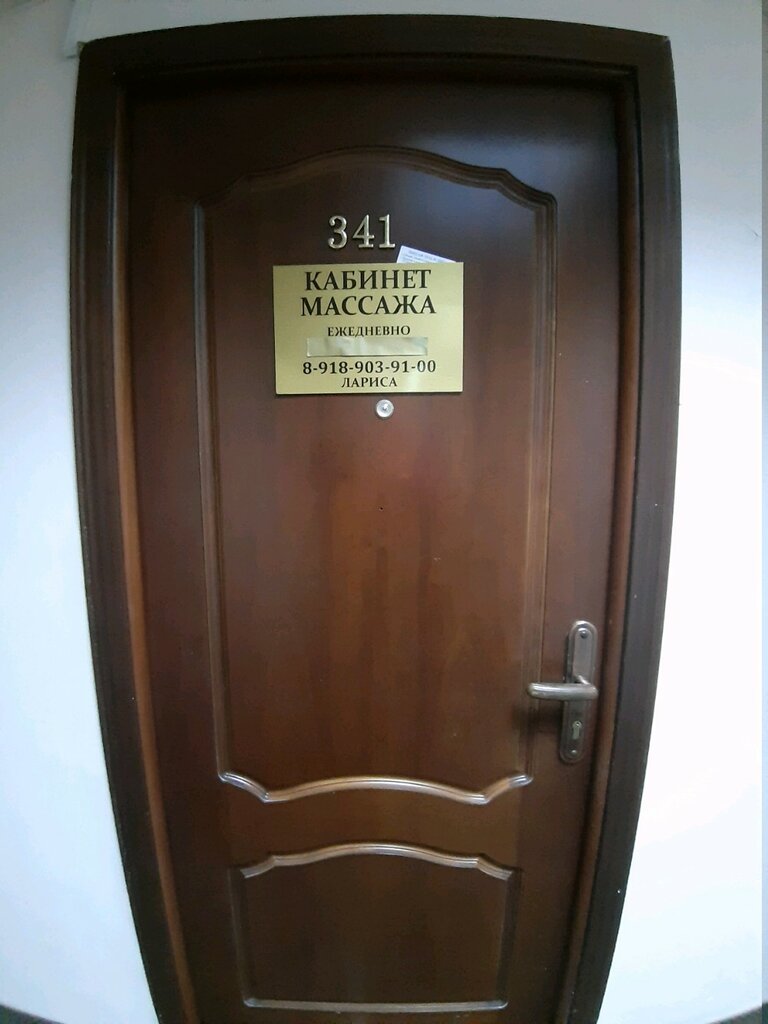 341
КАБИНЕТ
МАССАЖА
ЕЖЕДНЕВНО
8-918-903-91-00
ЛАРИСА